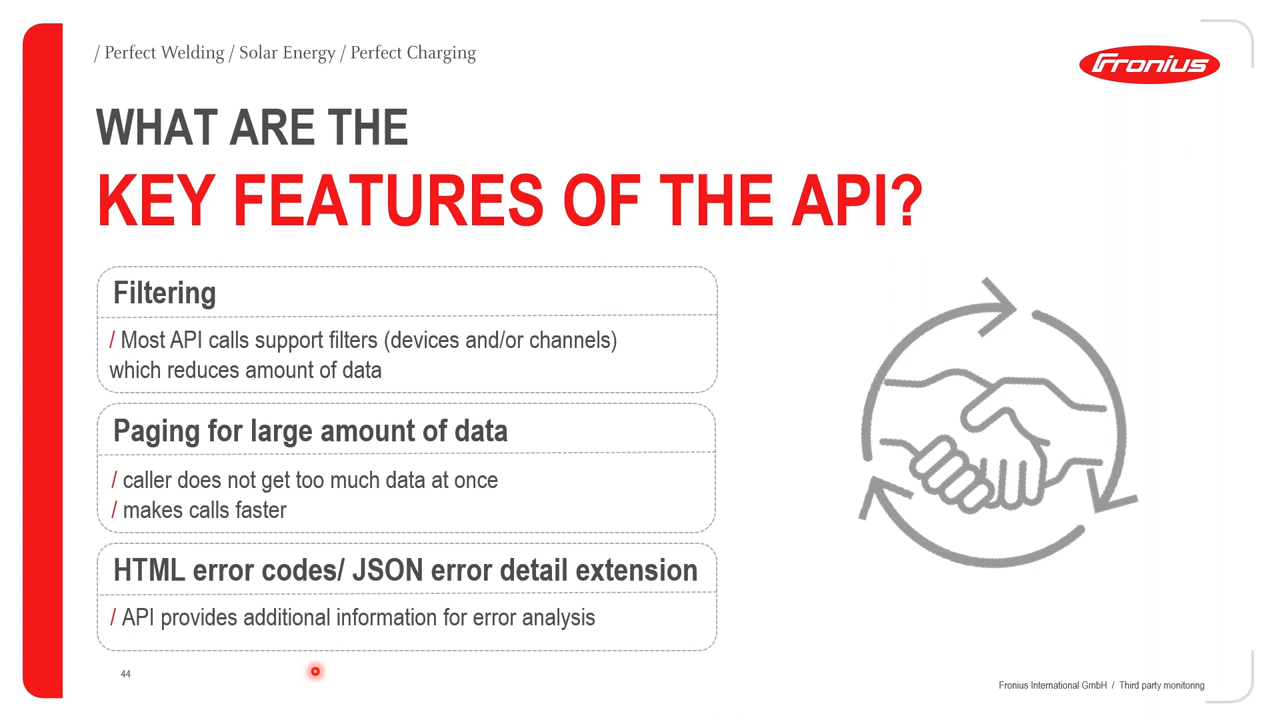 / Perfect Welding / Solar Energy / Perfect Charging
Fronius
WHAT ARE THE
KEY FEATURES OF THE API?
Filtering
/ Most API calls support filters (devices and/or channels)
which reduces amount of data
Paging for large amount of data
/ caller does not get too much data at once
/ makes calls faster
HTML error codes/ JSON error detail extension
/ API provides additional information for error analysis
44
Fronius International GmbH / Third party monitoring